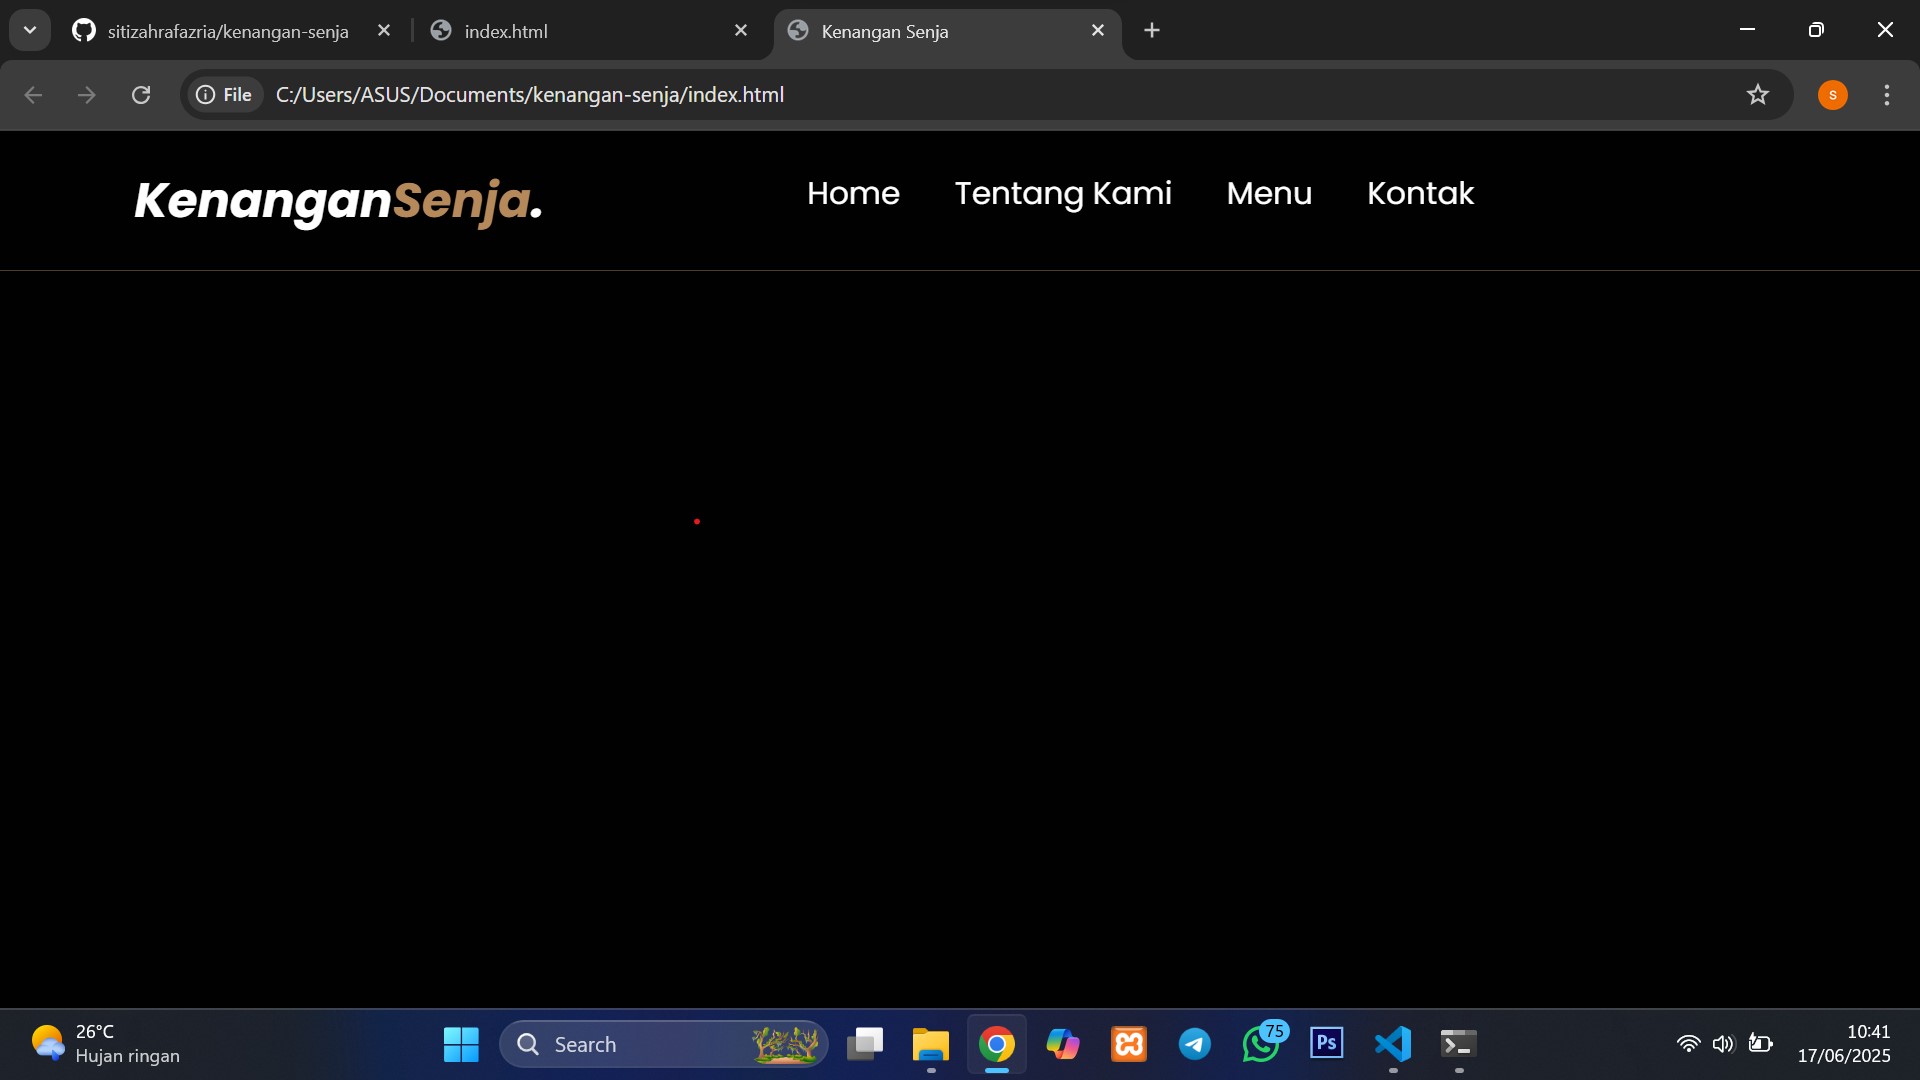 sitizahrafazria/kenangan-senja
index.html
Kenangan Senja
File
C:/Users/ASUS/Documents/kenangan-senja/index.html
S
KenanganSenja.
Home
Tentang Kami
Menu
Kontak
26°C
Hujan ringan
Search
75
Ps
10:41
17/06/2025